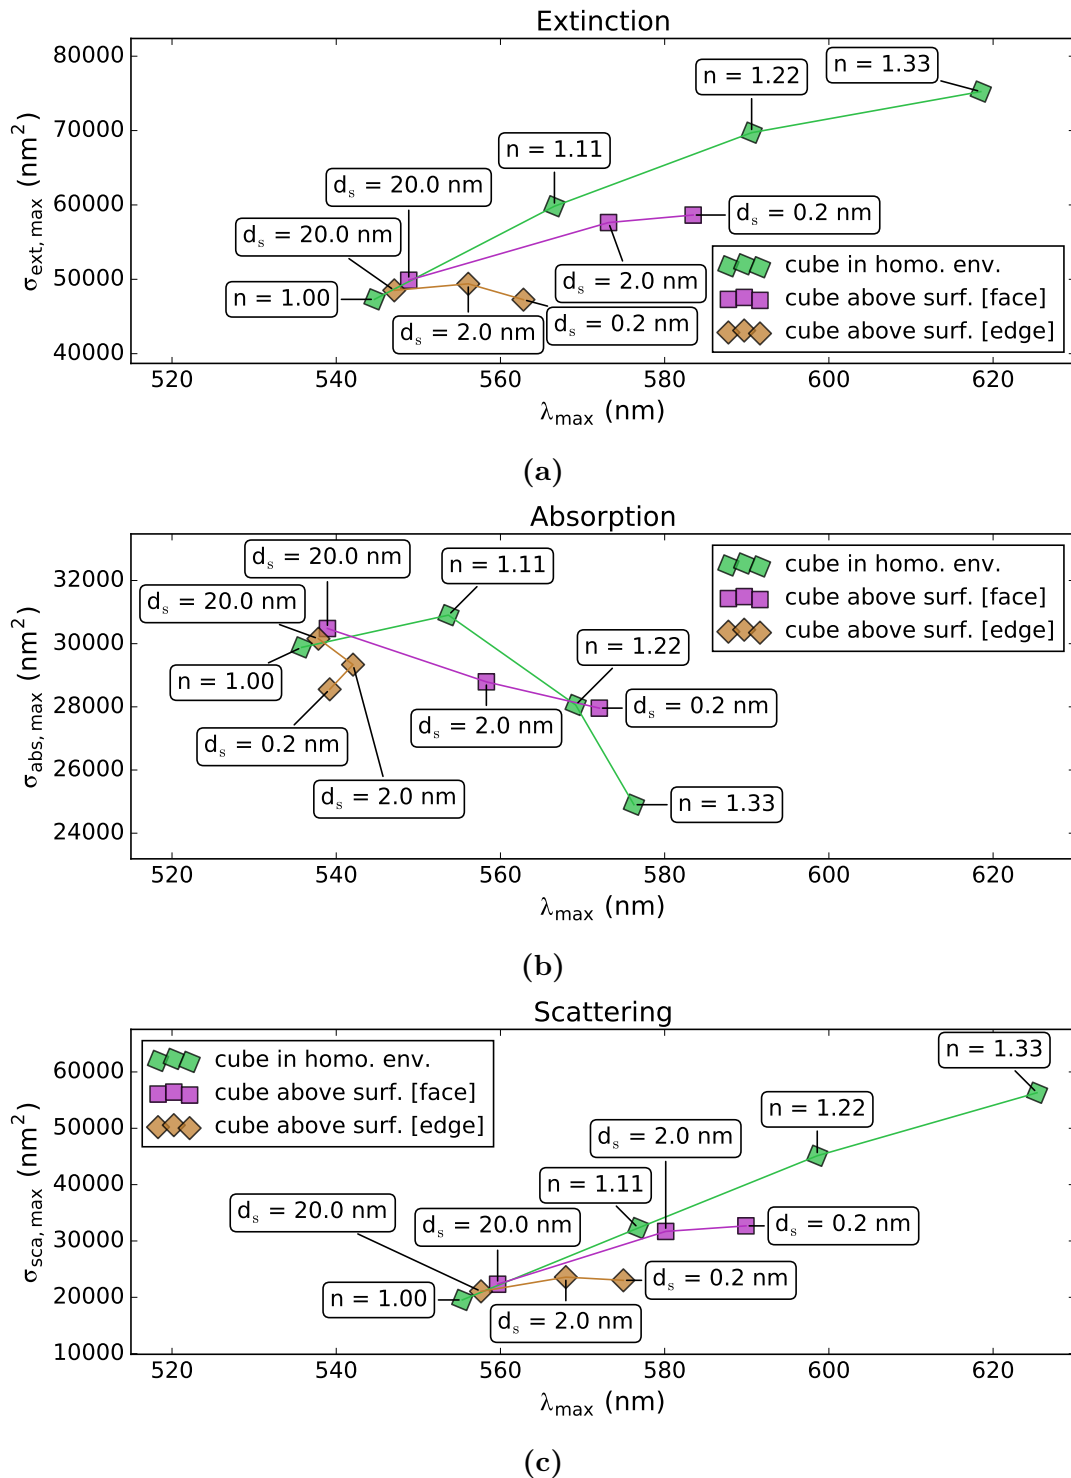 Extinction
80000
70000
60000
50000
40000
σext, max (nm²)
n = 1.33
n = 1.22
n = 1.11
ds = 20.0 nm
ds = 20.0 nm
n = 1.00
ds = 0.2 nm
ds = 2.0 nm
ds = 2.0 nm
ds = 0.2 nm
cube in homo. env.
cube above surf. [face]
cube above surf. [edge]
520 540 560 580 600 620
λmax (nm)
(a)
Absorption
32000
30000
28000
26000
24000
σabs, max (nm²)
ds = 20.0 nm
n = 1.11
ds = 20.0 nm
n = 1.00
n = 1.22
ds = 0.2 nm
ds = 2.0 nm
ds = 0.2 nm
ds = 2.0 nm
n = 1.33
cube in homo. env.
cube above surf. [face]
cube above surf. [edge]
520 540 560 580 600 620
λmax (nm)
(b)
Scattering
60000
50000
40000
30000
20000
10000
σsca, max (nm²)
cube in homo. env.
cube above surf. [face]
cube above surf. [edge]
n = 1.33
n = 1.22
ds = 2.0 nm
n = 1.11
ds = 20.0 nm
ds = 20.0 nm
ds = 0.2 nm
ds = 0.2 nm
n = 1.00
ds = 2.0 nm
520 540 560 580 600 620
λmax (nm)
(c)